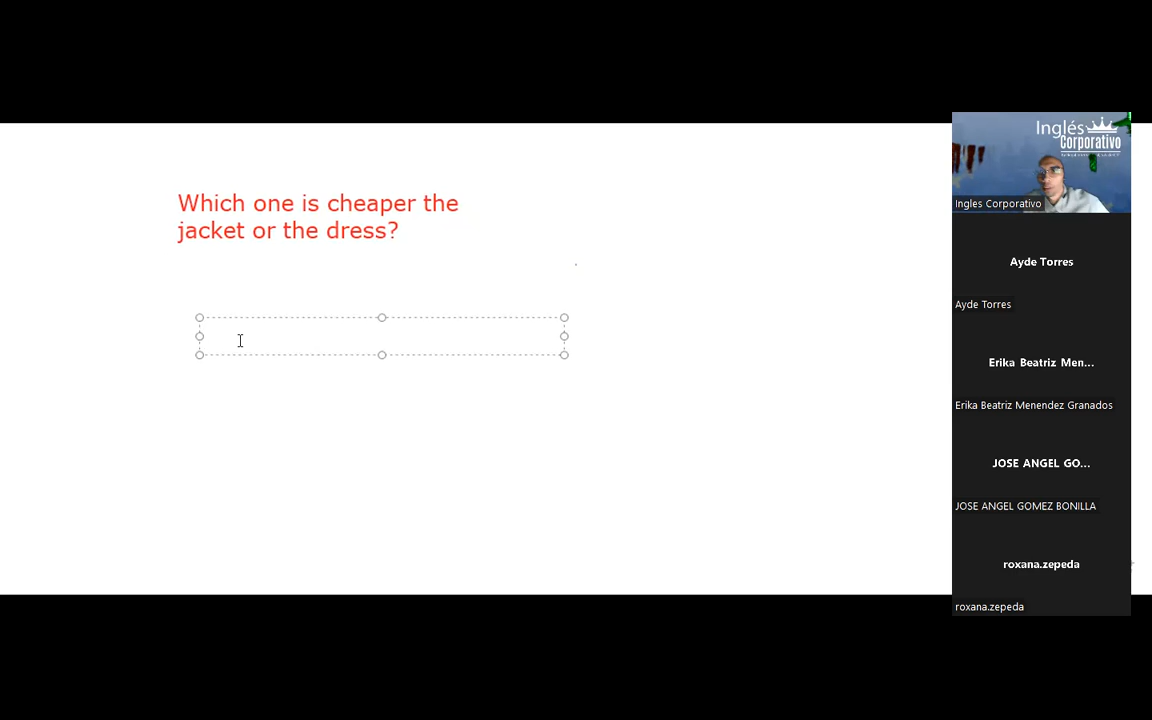 Which one is cheaper the
jacket or the dress?
Inglés
Corporativo
Ingles Corporativo
Ayde Torres
Ayde Torres
Erika Beatriz Men...
Erika Beatriz Menendez Granados
JOSE ANGEL GO...
JOSE ANGEL GOMEZ BONILLA
roxana.zepeda
roxana.zepeda